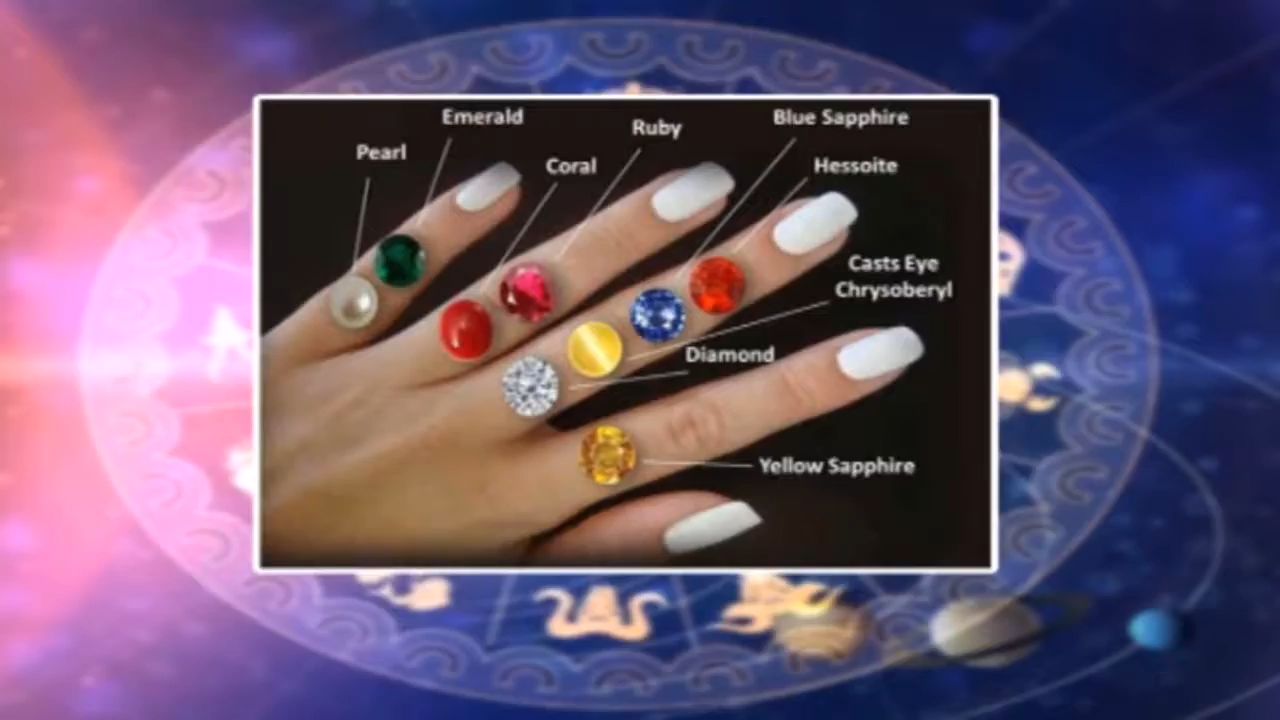 Emerald
Blue Sapphire
Ruby
Pearl
Coral
Hessoite
Casts Eye
Chrysoberyl
Diamond
Yellow Sapphire